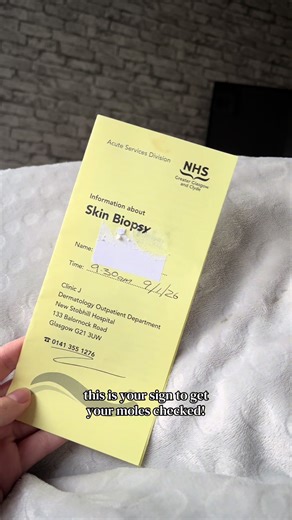 Acute Services Division
NHS
Greater Glasgow
and Clyde
Information about
Skin Biopsy
Name:
Time: 9:30am 9/4/26
Clinic J
Dermatology Outpatient Department
New Stobhill Hospital
133 Balornock Road
Glasgow G21 3UW
☎ 0141 355 1276
this is your sign to get
your moles checked!